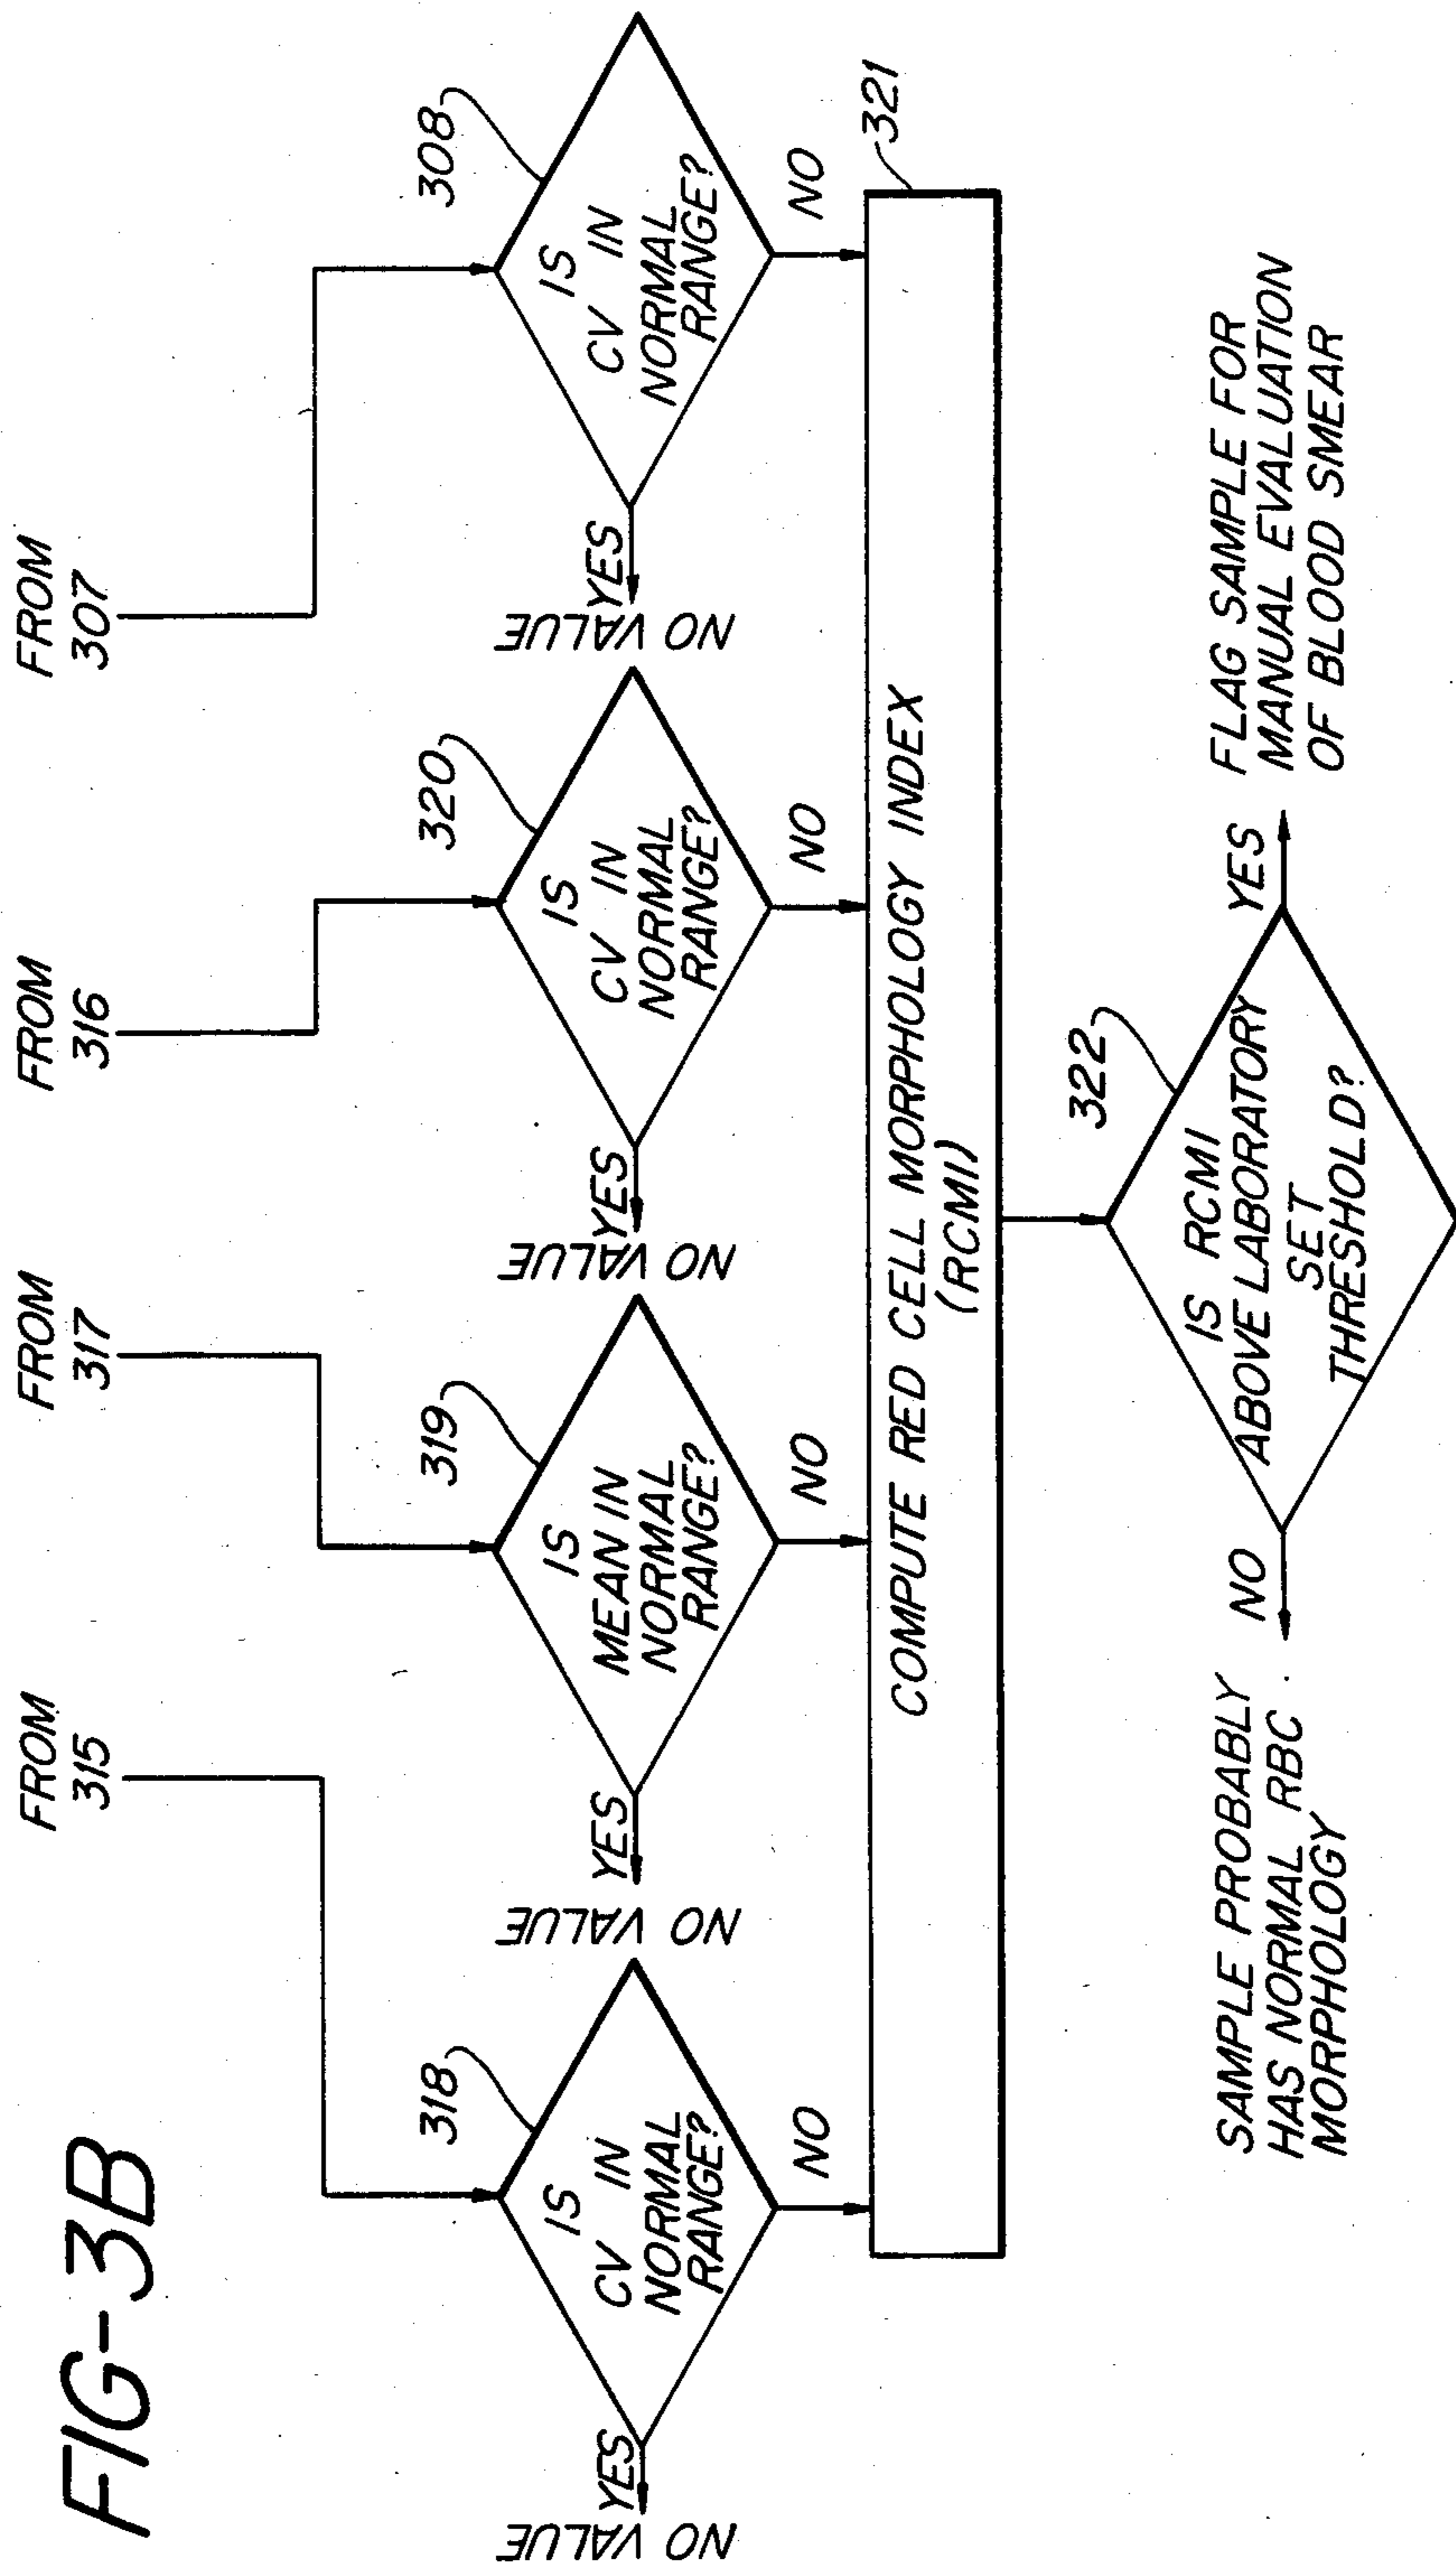 FIG-3B
FROM
315
FROM
317
FROM
316
FROM
307
318
IS
CV IN
NORMAL
RANGE?
YES
NO VALUE
NO
319
IS
MEAN IN
NORMAL
RANGE?
YES
NO VALUE
NO
320
IS
CV IN
NORMAL
RANGE?
YES
NO VALUE
NO
308
IS
CV IN
NORMAL
RANGE?
YES
NO VALUE
NO
321
COMPUTE RED CELL MORPHOLOGY INDEX
(RCMI)
322
IS RCMI
ABOVE LABORATORY
SET
THRESHOLD?
NO
SAMPLE PROBABLY
HAS NORMAL RBC
MORPHOLOGY
YES
FLAG SAMPLE FOR
MANUAL EVALUATION
OF BLOOD SMEAR